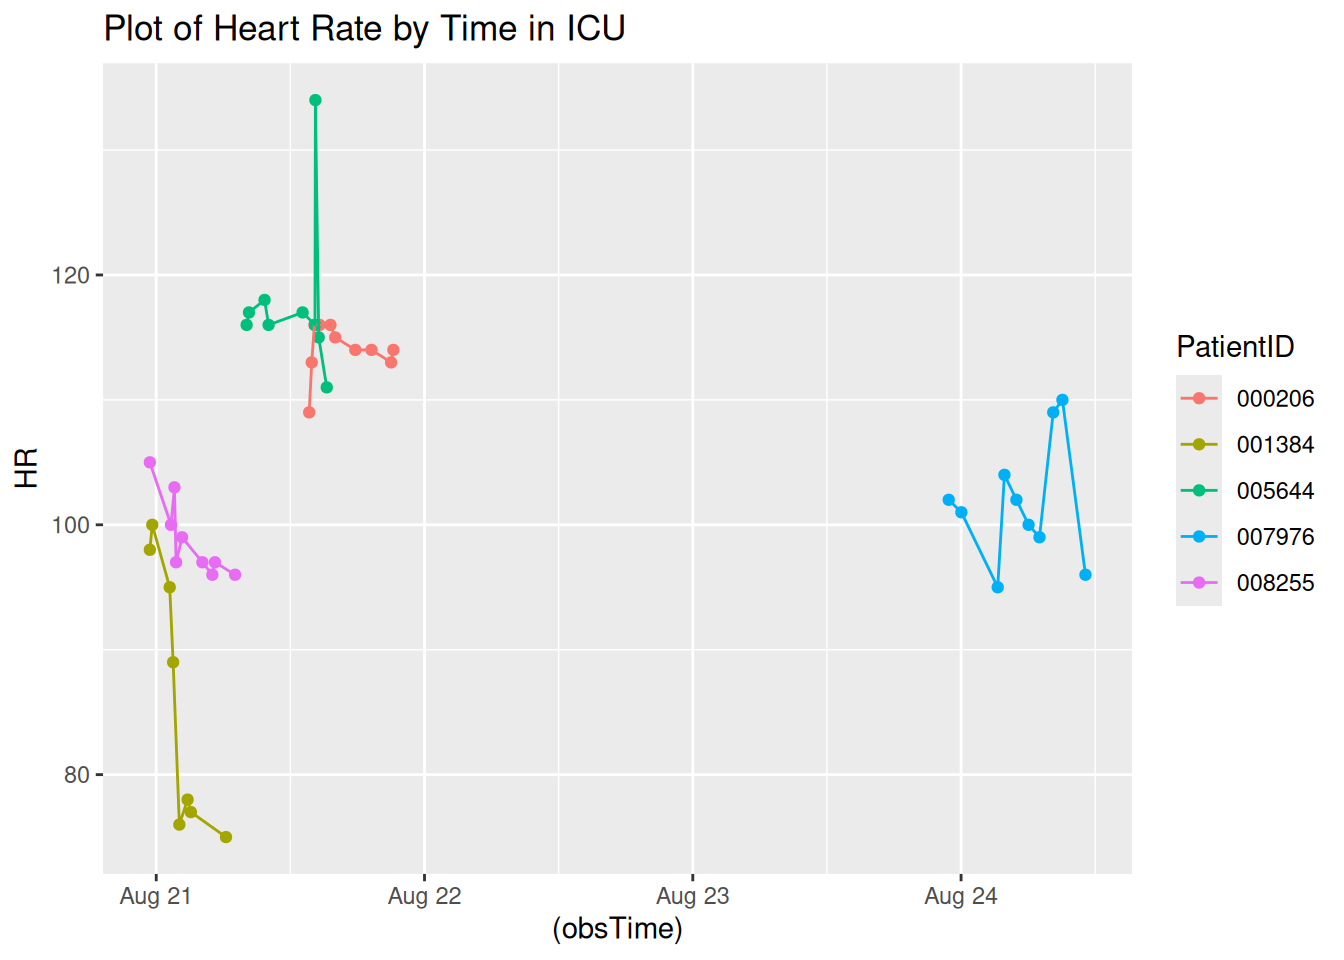 Plot of Heart Rate by Time in ICU
120
100
80
HR
Aug 21
Aug 22
Aug 23
Aug 24
(obsTime)
PatientID
000206
001384
005644
007976
008255